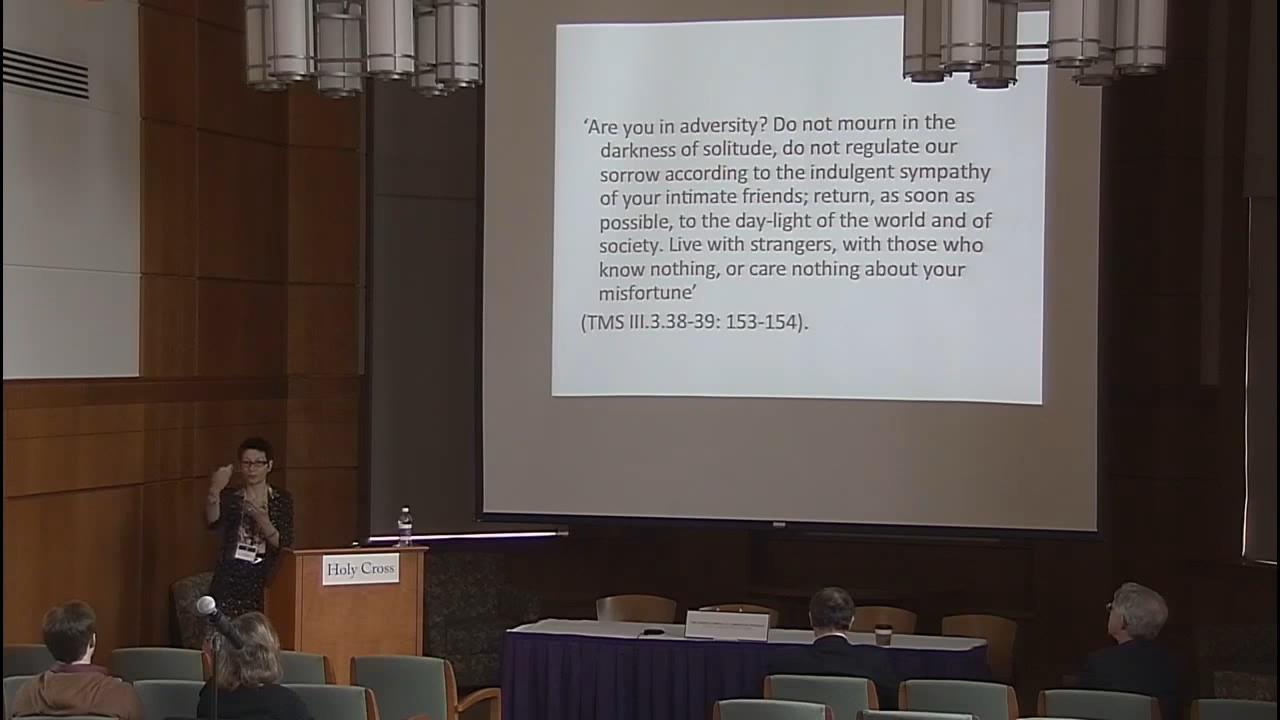 ‘Are you in adversity? Do not mourn in the
darkness of solitude, do not regulate our
sorrow according to the indulgent sympathy
of your intimate friends; return, as soon as
possible, to the day-light of the world and of
society. Live with strangers, with those who
know nothing, or care nothing about your
misfortune’
(TMS III.3.38-39: 153-154).
Holy Cross